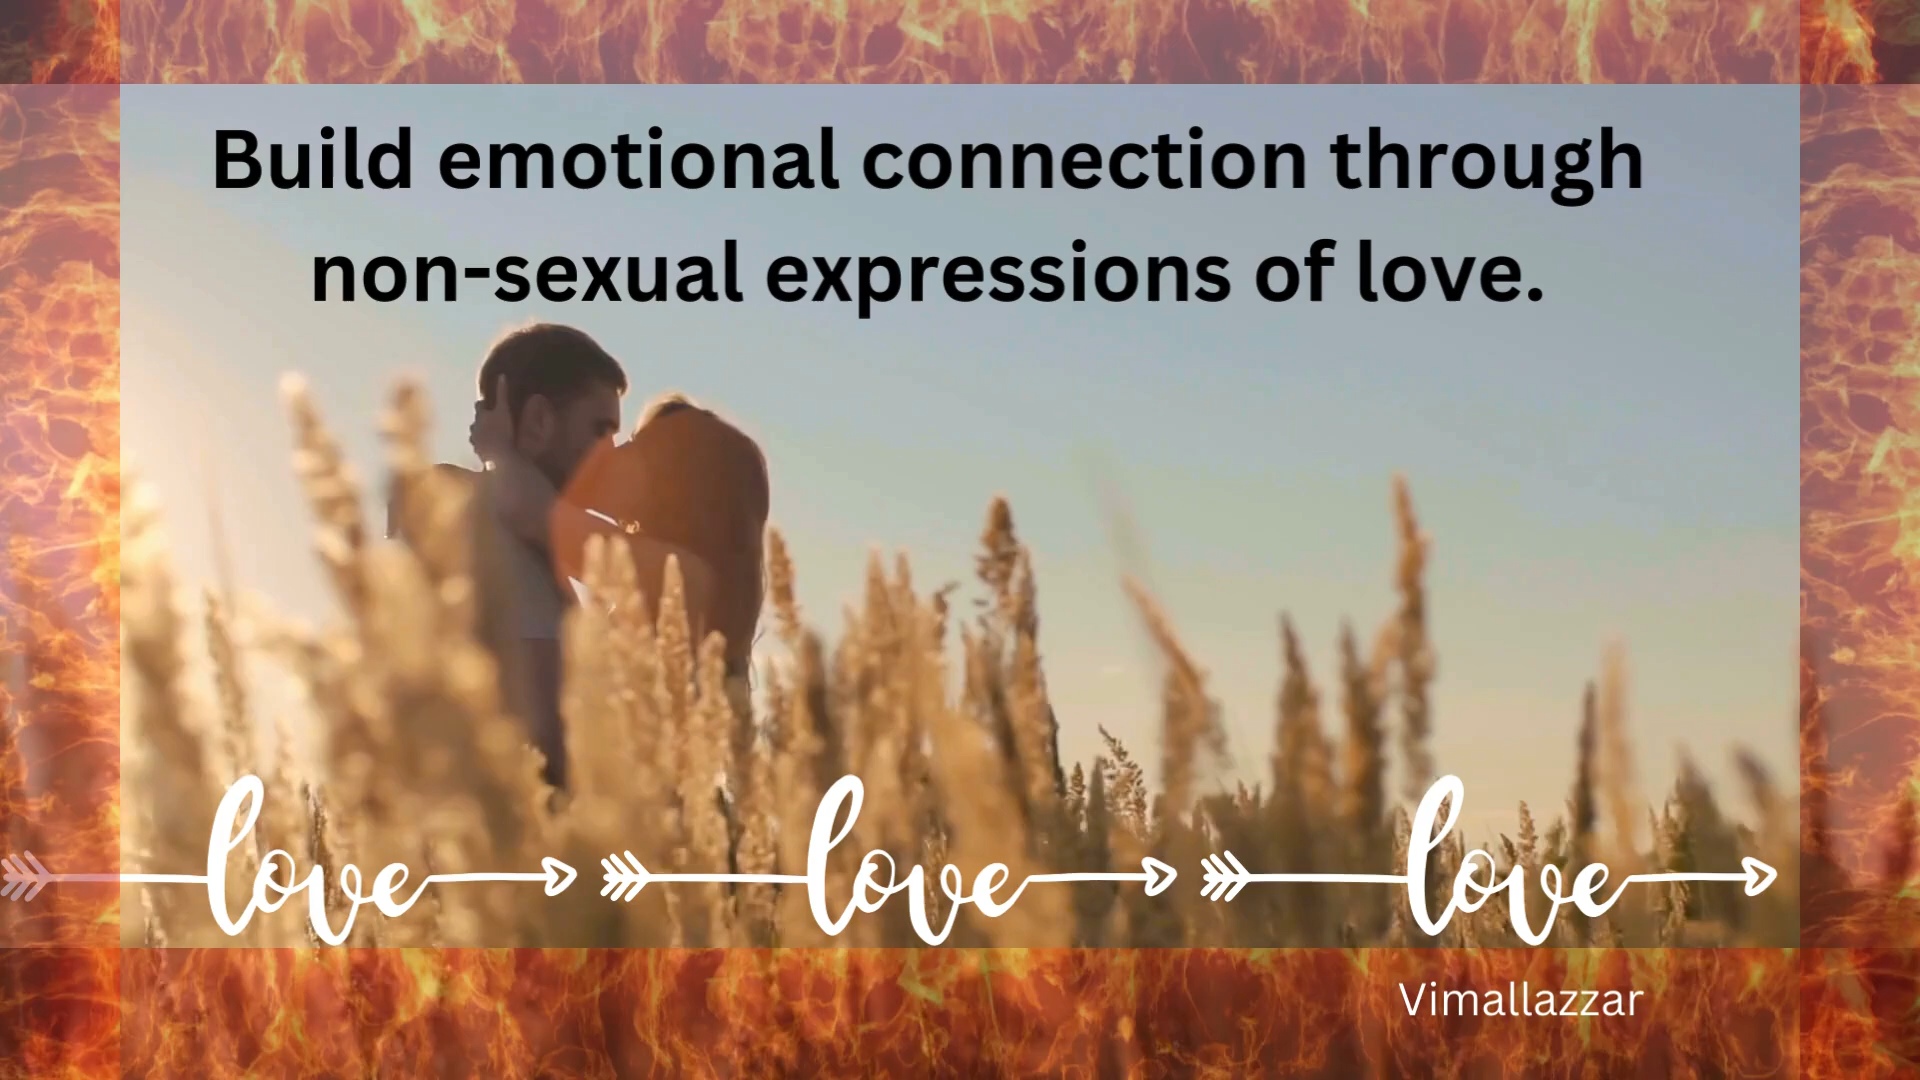 Build emotional connection through
non-sexual expressions of love.
love love love
Vimallazzar